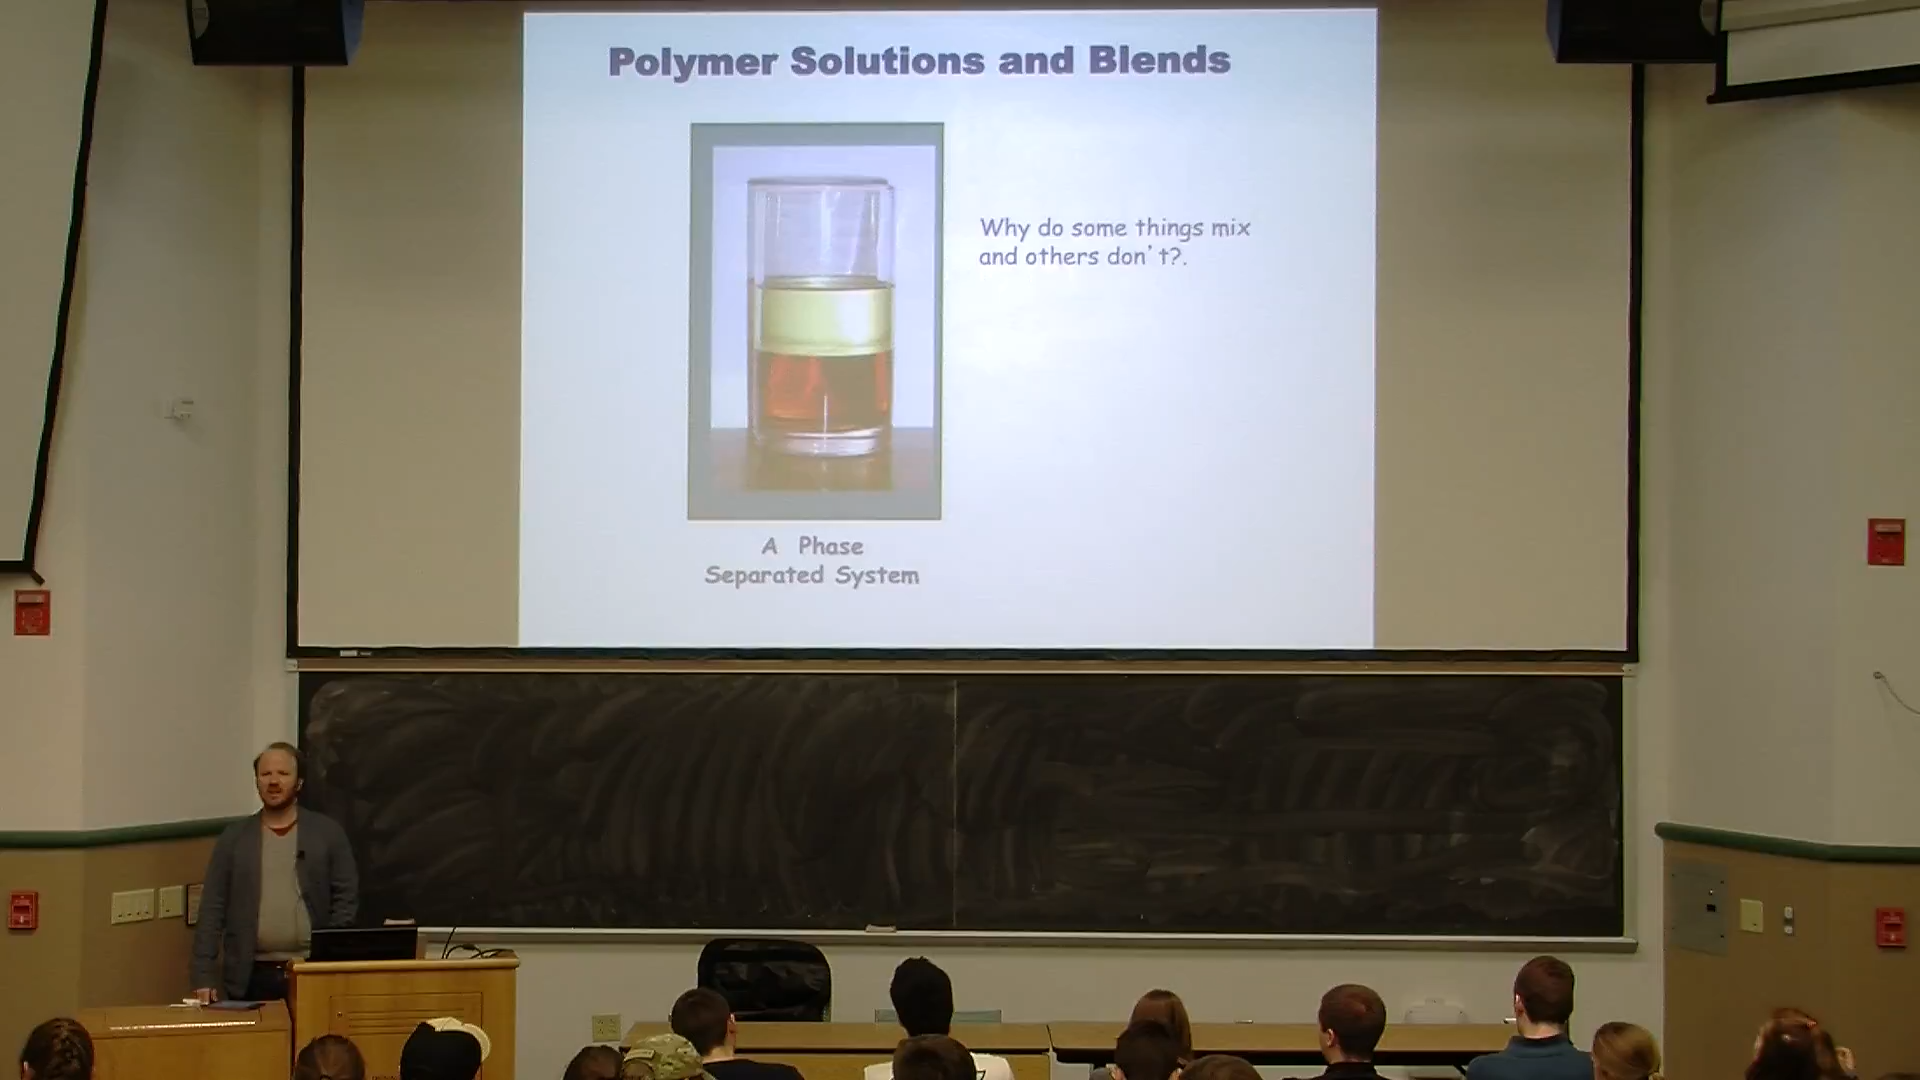 Polymer Solutions and Blends
Why do some things mix
and others don't?.
A Phase
Separated System